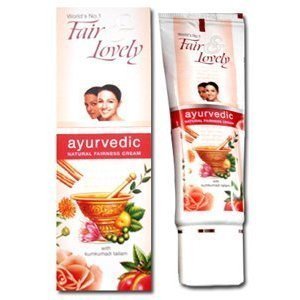 World's No.1
Fair &
Lovely
ayurvedic
NATURAL FAIRNESS CREAM
with
kumkumadi tailam
World's No.1
Fair &
Lovely
ayurvedic
NATURAL FAIRNESS CREAM
with
kumkumadi tailam